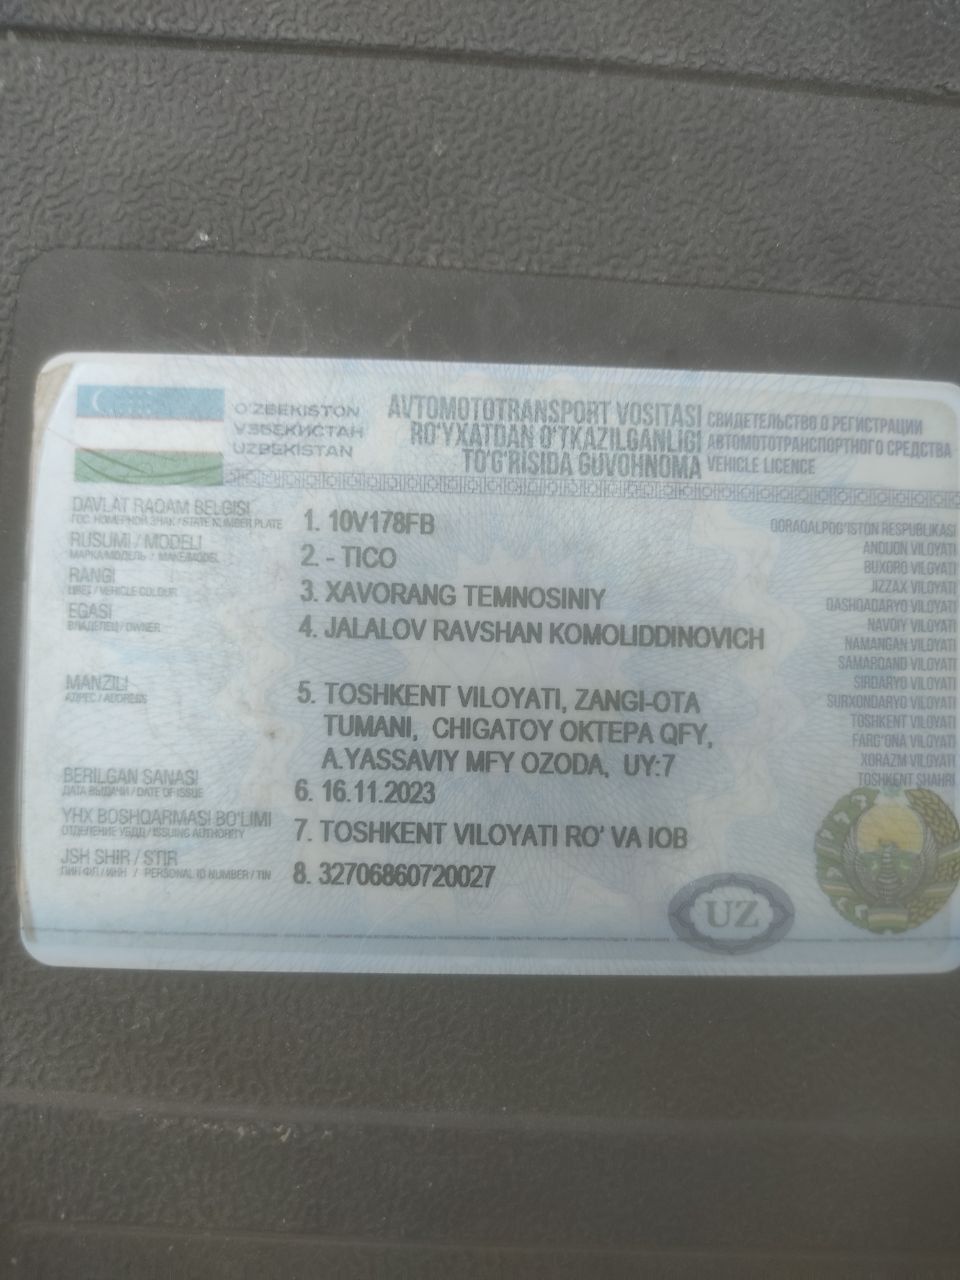 O'ZBEKISTON
ЎЗБЕКИСТАН
UZBEKISTAN
AVTOMOTOTRANSPORT VOSITASI
RO'YXATDAN O'TKAZILGANLIGI
TO'G'RISIDA GUVOHNOMA
СВИДЕТЕЛЬСТВО О РЕГИСТРАЦИИ
АВТОМОТОТРАНСПОРТНОГО СРЕДСТВА
VEHICLE LICENCE
DAVLAT RAQAM BELGISI
ГОС. НОМЕРНОЙ ЗНАК / STATE NUMBER PLATE
1. 10V178FB
RUSUMI / MODELI
МАРКА/МОДЕЛЬ / MAKE/MODEL
2. - TICO
RANGI
ЦВЕТ / VEHICLE COLOUR
3. XAVORANG TEMNOSINIY
EGASI
ВЛАДЕЛЕЦ / OWNER
4. JALALOV RAVSHAN KOMOLIDDINOVICH
MANZILI
АДРЕС / ADDRESS
5. TOSHKENT VILOYATI, ZANGI-OTA
TUMANI, CHIGATOY OKTEPA QFY,
A.YASSAVIY MFY OZODA, UY:7
BERILGAN SANASI
ДАТА ВЫДАЧИ / DATE OF ISSUE
6. 16.11.2023
YHX BOSHQARMASI BO'LIMI
ОТДЕЛЕНИЕ УБДД / ISSUING AUTHORITY
7. TOSHKENT VILOYATI RO' VA IOB
JSH SHIR / STIR
ПИНФЛ/ИНН / PERSONAL ID NUMBER / TIN
8. 32706860720027
QORAQALPOG'ISTON RESPUBLIKASI
ANDIJON VILOYATI
BUXORO VILOYATI
JIZZAX VILOYATI
QASHQADARYO VILOYATI
NAVOIY VILOYATI
NAMANGAN VILOYATI
SAMARQAND VILOYATI
SIRDARYO VILOYATI
SURXONDARYO VILOYATI
TOSHKENT VILOYATI
FARG'ONA VILOYATI
XORAZM VILOYATI
TOSHKENT SHAHRI
UZ